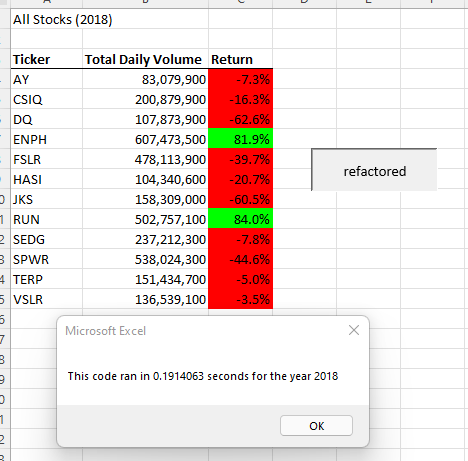 All Stocks (2018)
Ticker Total Daily Volume Return
AY 83,079,900 -7.3%
CSIQ 200,879,900 -16.3%
DQ 107,873,900 -62.6%
ENPH 607,473,500 81.9%
FSLR 478,113,900 -39.7%
refactored
HASI 104,340,600 -20.7%
JKS 158,309,000 -60.5%
RUN 502,757,100 84.0%
SEDG 237,212,300 -7.8%
SPWR 538,024,300 -44.6%
TERP 151,434,700 -5.0%
VSLR 136,539,100 -3.5%
Microsoft Excel
This code ran in 0.1914063 seconds for the year 2018
OK